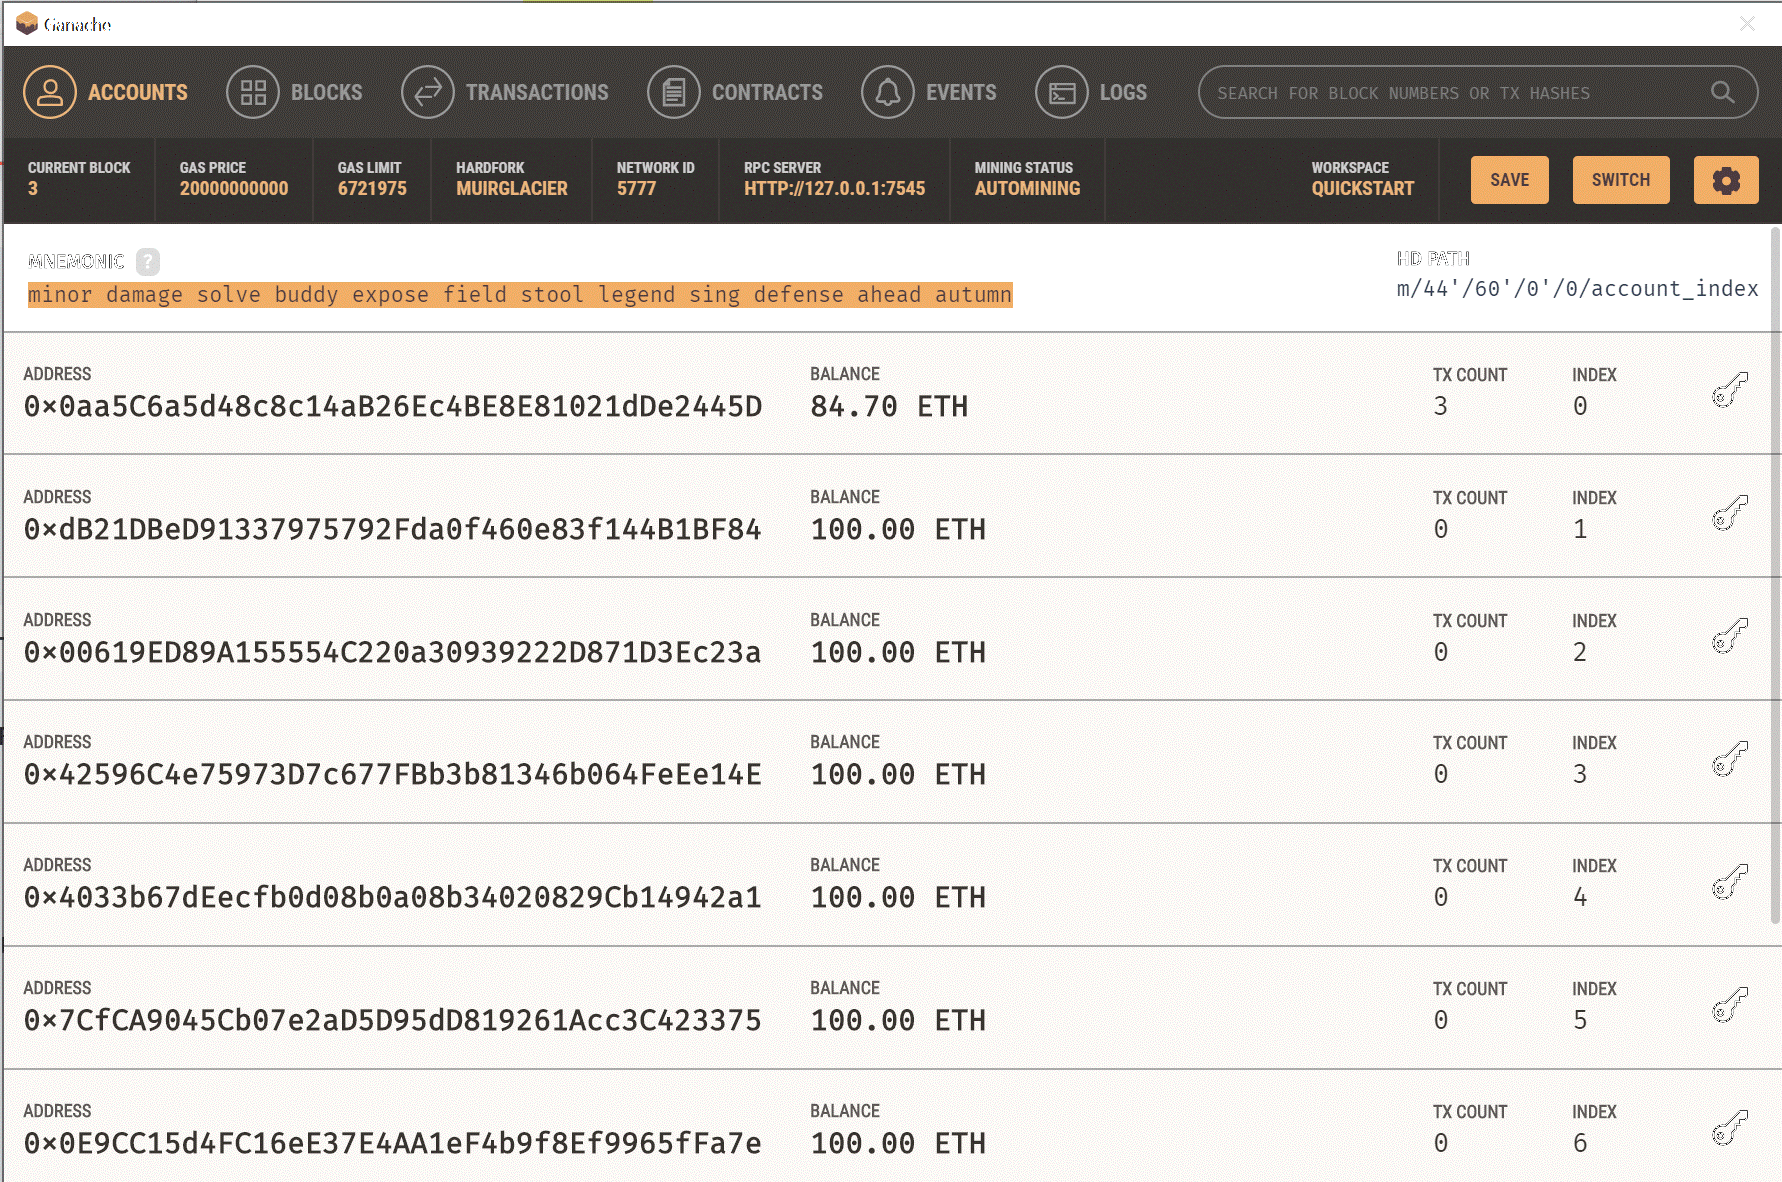 Ganache
ACCOUNTS BLOCKS TRANSACTIONS CONTRACTS EVENTS LOGS SEARCH FOR BLOCK NUMBERS OR TX HASHES
CURRENT BLOCK GAS PRICE GAS LIMIT HARDFORK NETWORK ID RPC SERVER MINING STATUS WORKSPACE
3 20000000000 6721975 MUIRGLACIER 5777 HTTP://127.0.0.1:7545 AUTOMINING QUICKSTART SAVE SWITCH
MNEMONIC ? HD PATH
minor damage solve buddy expose field stool legend sing defense ahead autumn m/44'/60'/0'/0/account_index
ADDRESS BALANCE TX COUNT INDEX
0×0aa5C6a5d48c8c14aB26Ec4BE8E81021dDe2445D 84.70 ETH 3 0
ADDRESS BALANCE TX COUNT INDEX
0×dB21DBeD91337975792Fda0f460e83f144B1BF84 100.00 ETH 0 1
ADDRESS BALANCE TX COUNT INDEX
0×00619ED89A155554C220a30939222D871D3Ec23a 100.00 ETH 0 2
ADDRESS BALANCE TX COUNT INDEX
0×42596C4e75973D7c677FBb3b81346b064FeEe14E 100.00 ETH 0 3
ADDRESS BALANCE TX COUNT INDEX
0×4033b67dEecfb0d08b0a08b34020829Cb14942a1 100.00 ETH 0 4
ADDRESS BALANCE TX COUNT INDEX
0×7CfCA9045Cb07e2aD5D95dD819261Acc3C423375 100.00 ETH 0 5
ADDRESS BALANCE TX COUNT INDEX
0×0E9CC15d4FC16eE37E4AA1eF4b9f8Ef9965fFa7e 100.00 ETH 0 6